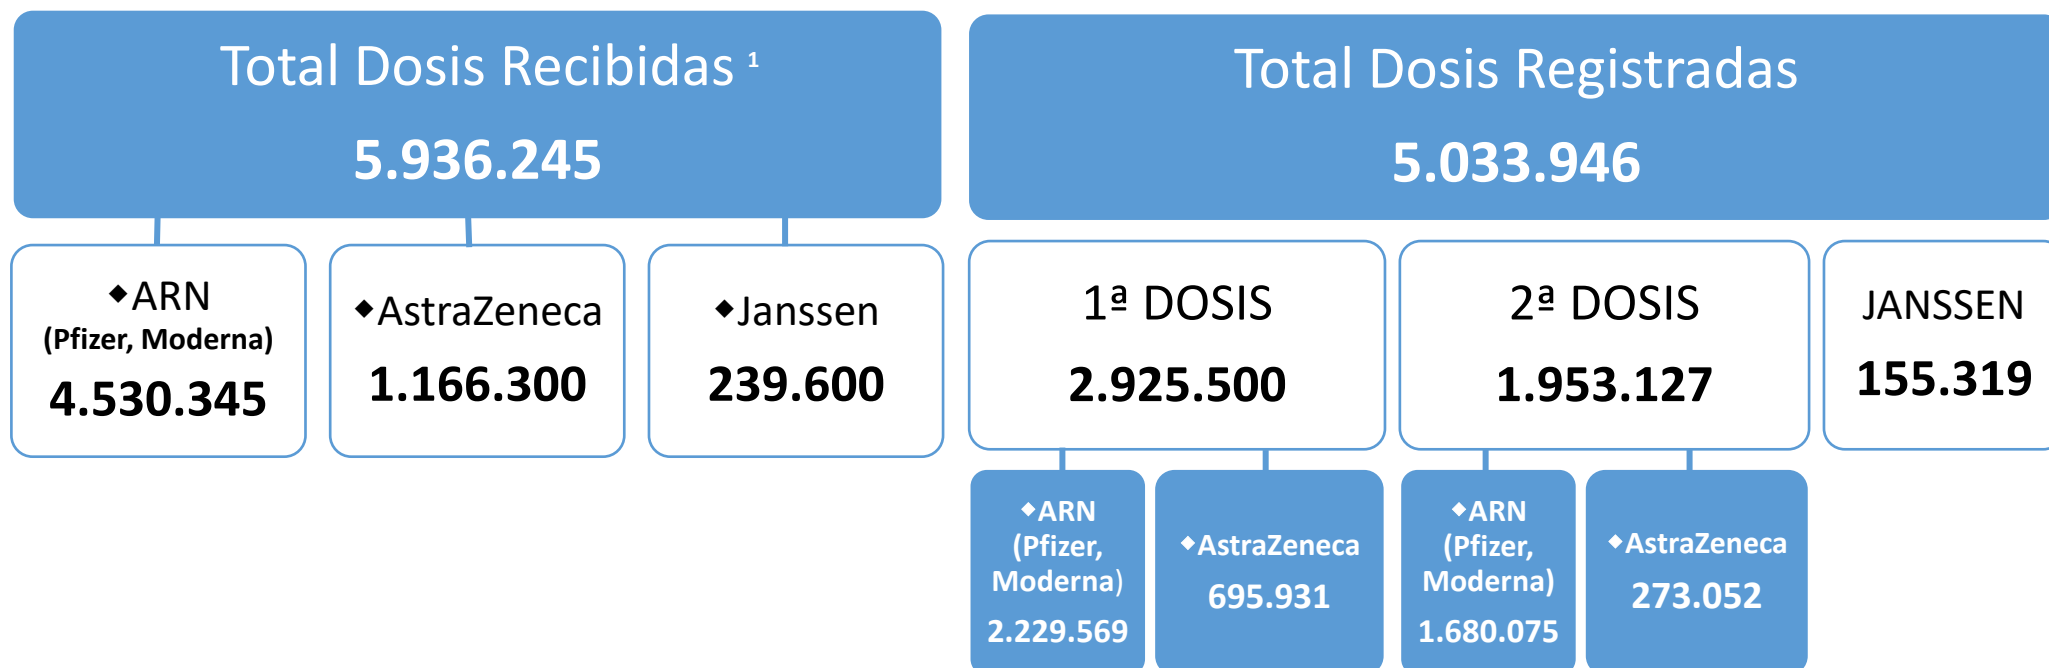 Total Dosis Recibidas ¹
5.936.245
◆ARN
(Pfizer, Moderna)
4.530.345
◆AstraZeneca
1.166.300
◆Janssen
239.600
Total Dosis Registradas
5.033.946
1ª DOSIS
2.925.500
2ª DOSIS
1.953.127
JANSSEN
155.319
◆ARN
(Pfizer,
Moderna)
2.229.569
◆AstraZeneca
695.931
◆ARN
(Pfizer,
Moderna)
1.680.075
◆AstraZeneca
273.052